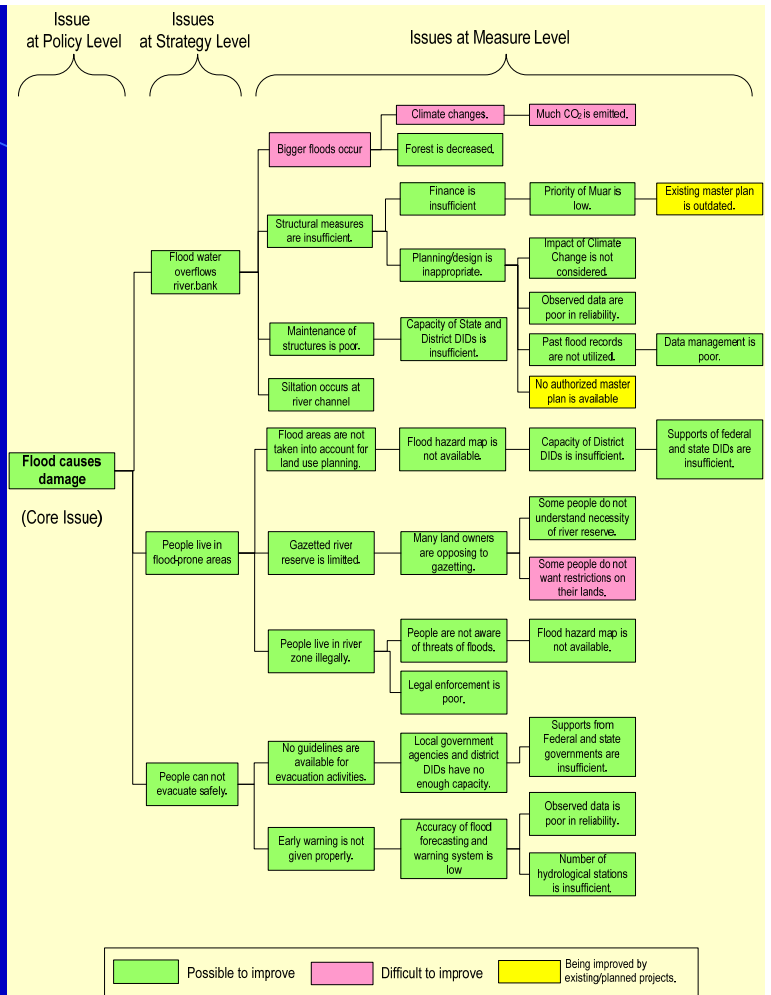 Issue
at Policy Level
Issues
at Strategy Level
Issues at Measure Level
Climate changes.
Much CO₂ is emitted.
Bigger floods occur
Forest is decreased.
Finance is
insufficient
Priority of Muar is
low.
Existing master plan
is outdated.
Structural measures
are insufficient.
Planning/design is
inappropriate.
Impact of Climate
Change is not
considered.
Flood water
overflows
river.bank
Observed data are
poor in reliability.
Maintenance of
structures is poor.
Capacity of State and
District DIDs is
insufficient.
Past flood records
are not utilized.
Data management is
poor.
Siltation occurs at
river channel
No authorized master
plan is available
Flood areas are not
taken into account for
land use planning.
Flood hazard map is
not available.
Capacity of District
DIDs is insufficient.
Supports of federal
and state DIDs are
insufficient.
Flood causes
damage
(Core Issue)
People live in
flood-prone areas
Gazetted river
reserve is limited.
Many land owners
are opposing to
gazetting.
Some people do not
understand necessity
of river reserve.
Some people do not
want restrictions on
their lands.
People live in river
zone illegally.
People are not aware
of threats of floods.
Flood hazard map is
not available.
Legal enforcement is
poor.
People can not
evacuate safely.
No guidelines are
available for
evacuation activities.
Local government
agencies and district
DIDs have no
enough capacity.
Supports from
Federal and state
governments are
insufficient.
Early warning is not
given properly.
Accuracy of flood
forecasting and
warning system is
low
Observed data is
poor in reliability.
Number of
hydrological stations
is insufficient.
Possible to improve
Difficult to improve
Being improved by
existing/planned projects.